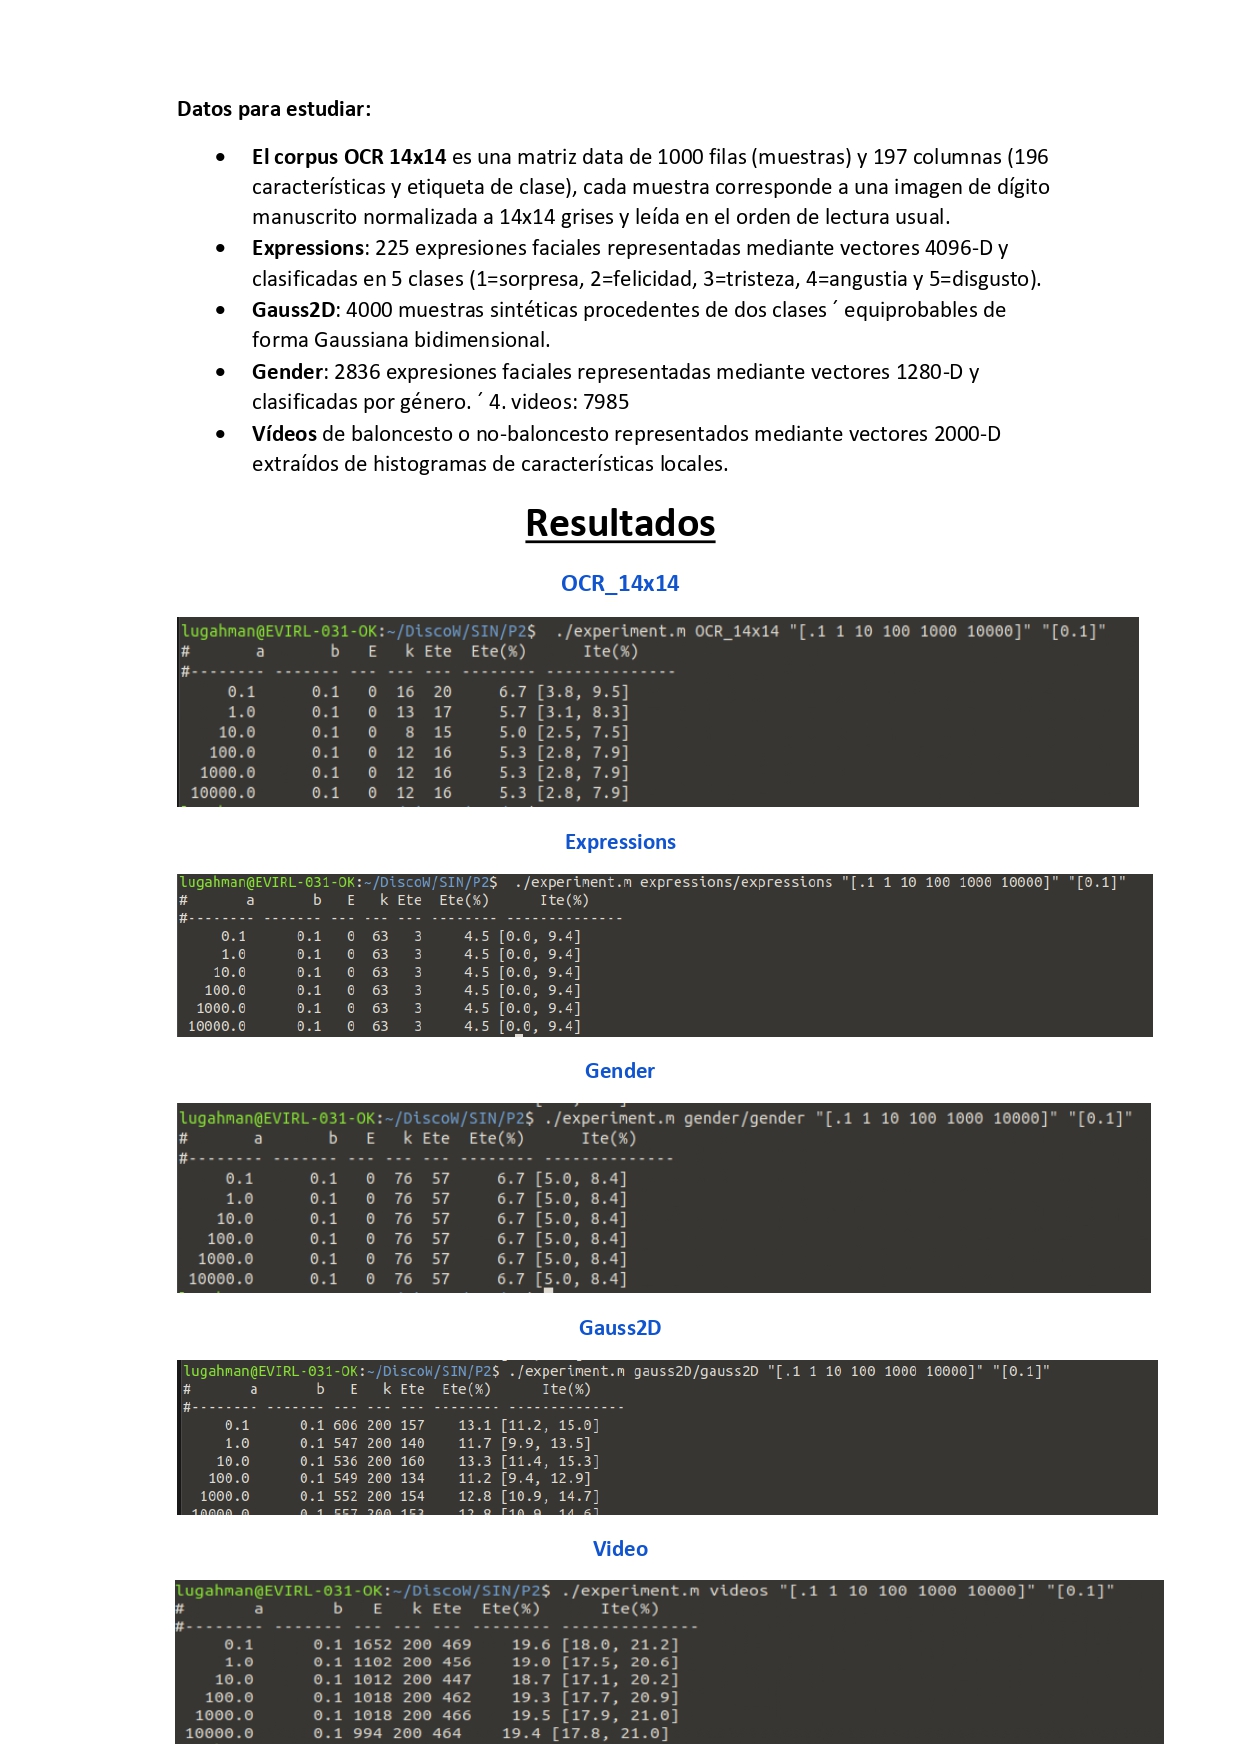 Datos para estudiar:
• El corpus OCR 14x14 es una matriz data de 1000 filas (muestras) y 197 columnas (196
características y etiqueta de clase), cada muestra corresponde a una imagen de dígito
manuscrito normalizada a 14x14 grises y leída en el orden de lectura usual.
• Expressions: 225 expresiones faciales representadas mediante vectores 4096-D y
clasificadas en 5 clases (1=sorpresa, 2=felicidad, 3=tristeza, 4=angustia y 5=disgusto).
• Gauss2D: 4000 muestras sintéticas procedentes de dos clases ´ equiprobables de
forma Gaussiana bidimensional.
• Gender: 2836 expresiones faciales representadas mediante vectores 1280-D y
clasificadas por género. ´ 4. videos: 7985
• Vídeos de baloncesto o no-baloncesto representados mediante vectores 2000-D
extraídos de histogramas de características locales.
Resultados
OCR_14x14
lugahman@EVIRL-031-OK:~/DiscoW/SIN/P2$ ./experiment.m OCR_14x14 "[.1 1 10 100 1000 10000]" "[0.1]"
# a b E k Ete Ete(%) Ite(%)
#-------- ------- --- --- --- -------- --------------
0.1 0.1 0 16 20 6.7 [3.8, 9.5]
1.0 0.1 0 13 17 5.7 [3.1, 8.3]
10.0 0.1 0 8 15 5.0 [2.5, 7.5]
100.0 0.1 0 12 16 5.3 [2.8, 7.9]
1000.0 0.1 0 12 16 5.3 [2.8, 7.9]
10000.0 0.1 0 12 16 5.3 [2.8, 7.9]
Expressions
lugahman@EVIRL-031-OK:~/DiscoW/SIN/P2$ ./experiment.m expressions/expressions "[.1 1 10 100 1000 10000]" "[0.1]"
# a b E k Ete Ete(%) Ite(%)
#-------- ------- --- --- --- -------- --------------
0.1 0.1 0 63 3 4.5 [0.0, 9.4]
1.0 0.1 0 63 3 4.5 [0.0, 9.4]
10.0 0.1 0 63 3 4.5 [0.0, 9.4]
100.0 0.1 0 63 3 4.5 [0.0, 9.4]
1000.0 0.1 0 63 3 4.5 [0.0, 9.4]
10000.0 0.1 0 63 3 4.5 [0.0, 9.4]
Gender
lugahman@EVIRL-031-OK:~/DiscoW/SIN/P2$ ./experiment.m gender/gender "[.1 1 10 100 1000 10000]" "[0.1]"
# a b E k Ete Ete(%) Ite(%)
#-------- ------- --- --- --- -------- --------------
0.1 0.1 0 76 57 6.7 [5.0, 8.4]
1.0 0.1 0 76 57 6.7 [5.0, 8.4]
10.0 0.1 0 76 57 6.7 [5.0, 8.4]
100.0 0.1 0 76 57 6.7 [5.0, 8.4]
1000.0 0.1 0 76 57 6.7 [5.0, 8.4]
10000.0 0.1 0 76 57 6.7 [5.0, 8.4]
Gauss2D
lugahman@EVIRL-031-OK:~/DiscoW/SIN/P2$ ./experiment.m gauss2D/gauss2D "[.1 1 10 100 1000 10000]" "[0.1]"
# a b E k Ete Ete(%) Ite(%)
#-------- ------- --- --- --- -------- --------------
0.1 0.1 606 200 157 13.1 [11.2, 15.0]
1.0 0.1 547 200 140 11.7 [9.9, 13.5]
10.0 0.1 536 200 160 13.3 [11.4, 15.3]
100.0 0.1 549 200 134 11.2 [9.4, 12.9]
1000.0 0.1 552 200 154 12.8 [10.9, 14.7]
10000.0 0.1 557 200 153 12.8 [10.9, 14.6]
Video
lugahman@EVIRL-031-OK:~/DiscoW/SIN/P2$ ./experiment.m videos "[.1 1 10 100 1000 10000]" "[0.1]"
# a b E k Ete Ete(%) Ite(%)
#-------- ------- --- --- --- -------- --------------
0.1 0.1 1652 200 469 19.6 [18.0, 21.2]
1.0 0.1 1102 200 456 19.0 [17.5, 20.6]
10.0 0.1 1012 200 447 18.7 [17.1, 20.2]
100.0 0.1 1018 200 462 19.3 [17.7, 20.9]
1000.0 0.1 1018 200 466 19.5 [17.9, 21.0]
10000.0 0.1 994 200 464 19.4 [17.8, 21.0]